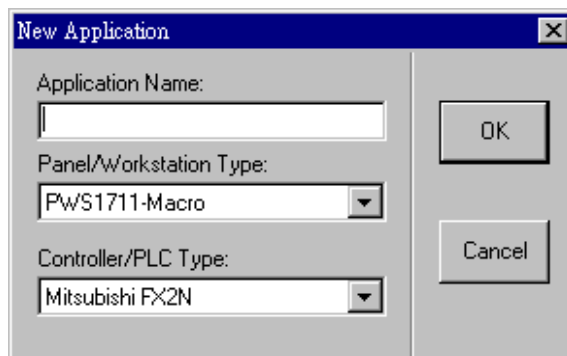 New Application
Application Name:
OK
Panel/Workstation Type:
PWS1711-Macro
Controller/PLC Type:
Cancel
Mitsubishi FX2N